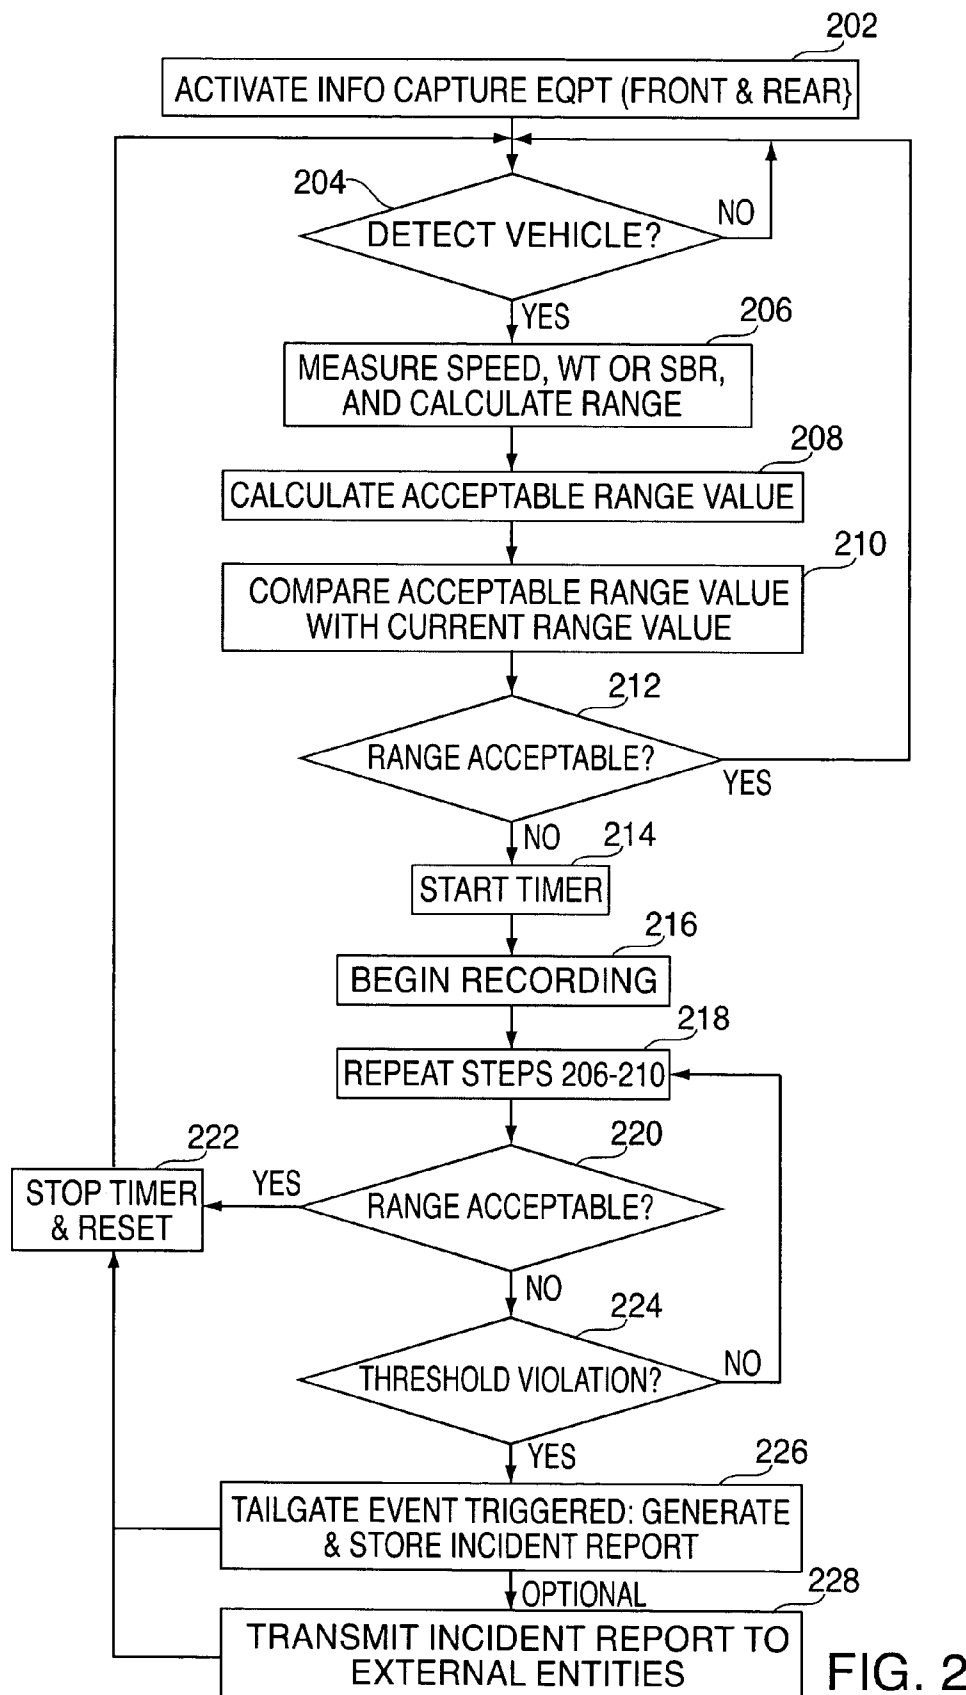 202
ACTIVATE INFO CAPTURE EQPT (FRONT & REAR}
204
DETECT VEHICLE?
NO
YES
206
MEASURE SPEED, WT OR SBR,
AND CALCULATE RANGE
208
CALCULATE ACCEPTABLE RANGE VALUE
210
COMPARE ACCEPTABLE RANGE VALUE
WITH CURRENT RANGE VALUE
212
RANGE ACCEPTABLE?
YES
NO
214
START TIMER
216
BEGIN RECORDING
218
REPEAT STEPS 206-210
220
222
YES
RANGE ACCEPTABLE?
STOP TIMER
& RESET
NO
224
THRESHOLD VIOLATION?
NO
YES
226
TAILGATE EVENT TRIGGERED: GENERATE
& STORE INCIDENT REPORT
OPTIONAL
228
TRANSMIT INCIDENT REPORT TO
EXTERNAL ENTITIES
FIG. 2